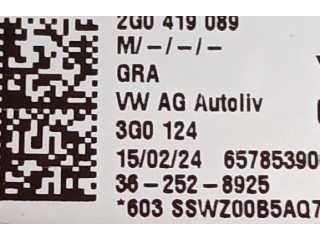 2G0 419 089
M/-/-/-
GRA
VW AG Autoliv
3G0 124
15/02/24 65785390
36-252-8925
*603 SSWZ00B5AQ7